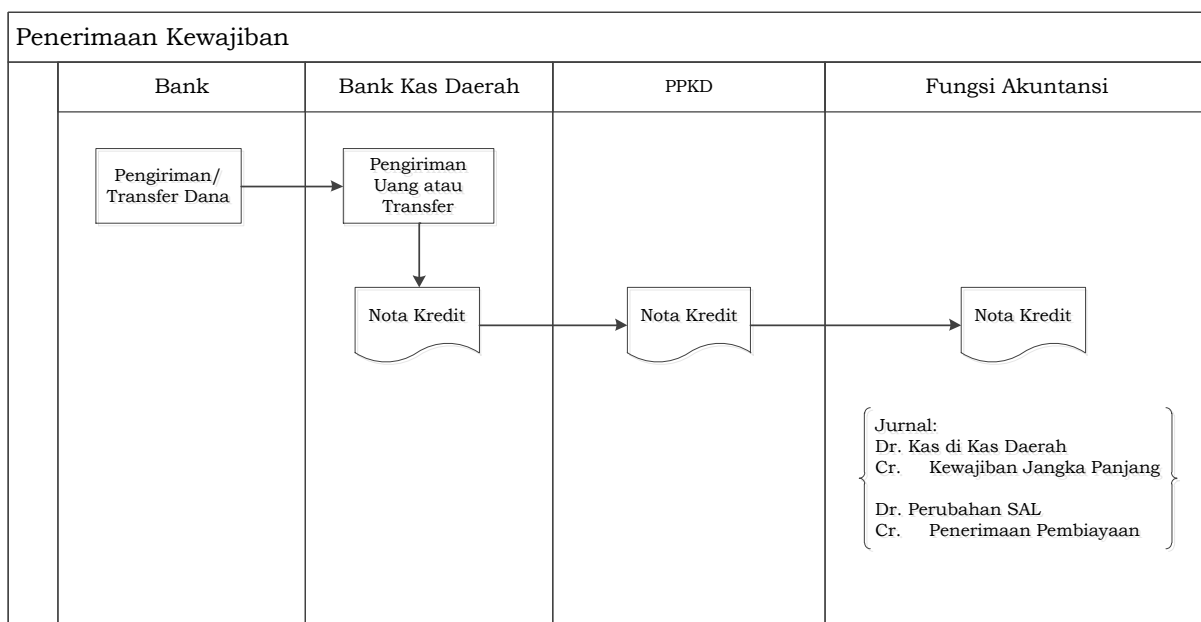 Penerimaan Kewajiban
Bank
Bank Kas Daerah
PPKD
Fungsi Akuntansi
Pengiriman/
Transfer Dana
Pengiriman
Uang atau
Transfer
Nota Kredit
Nota Kredit
Nota Kredit
Jurnal:
Dr. Kas di Kas Daerah
Cr. Kewajiban Jangka Panjang
Dr. Perubahan SAL
Cr. Penerimaan Pembiayaan